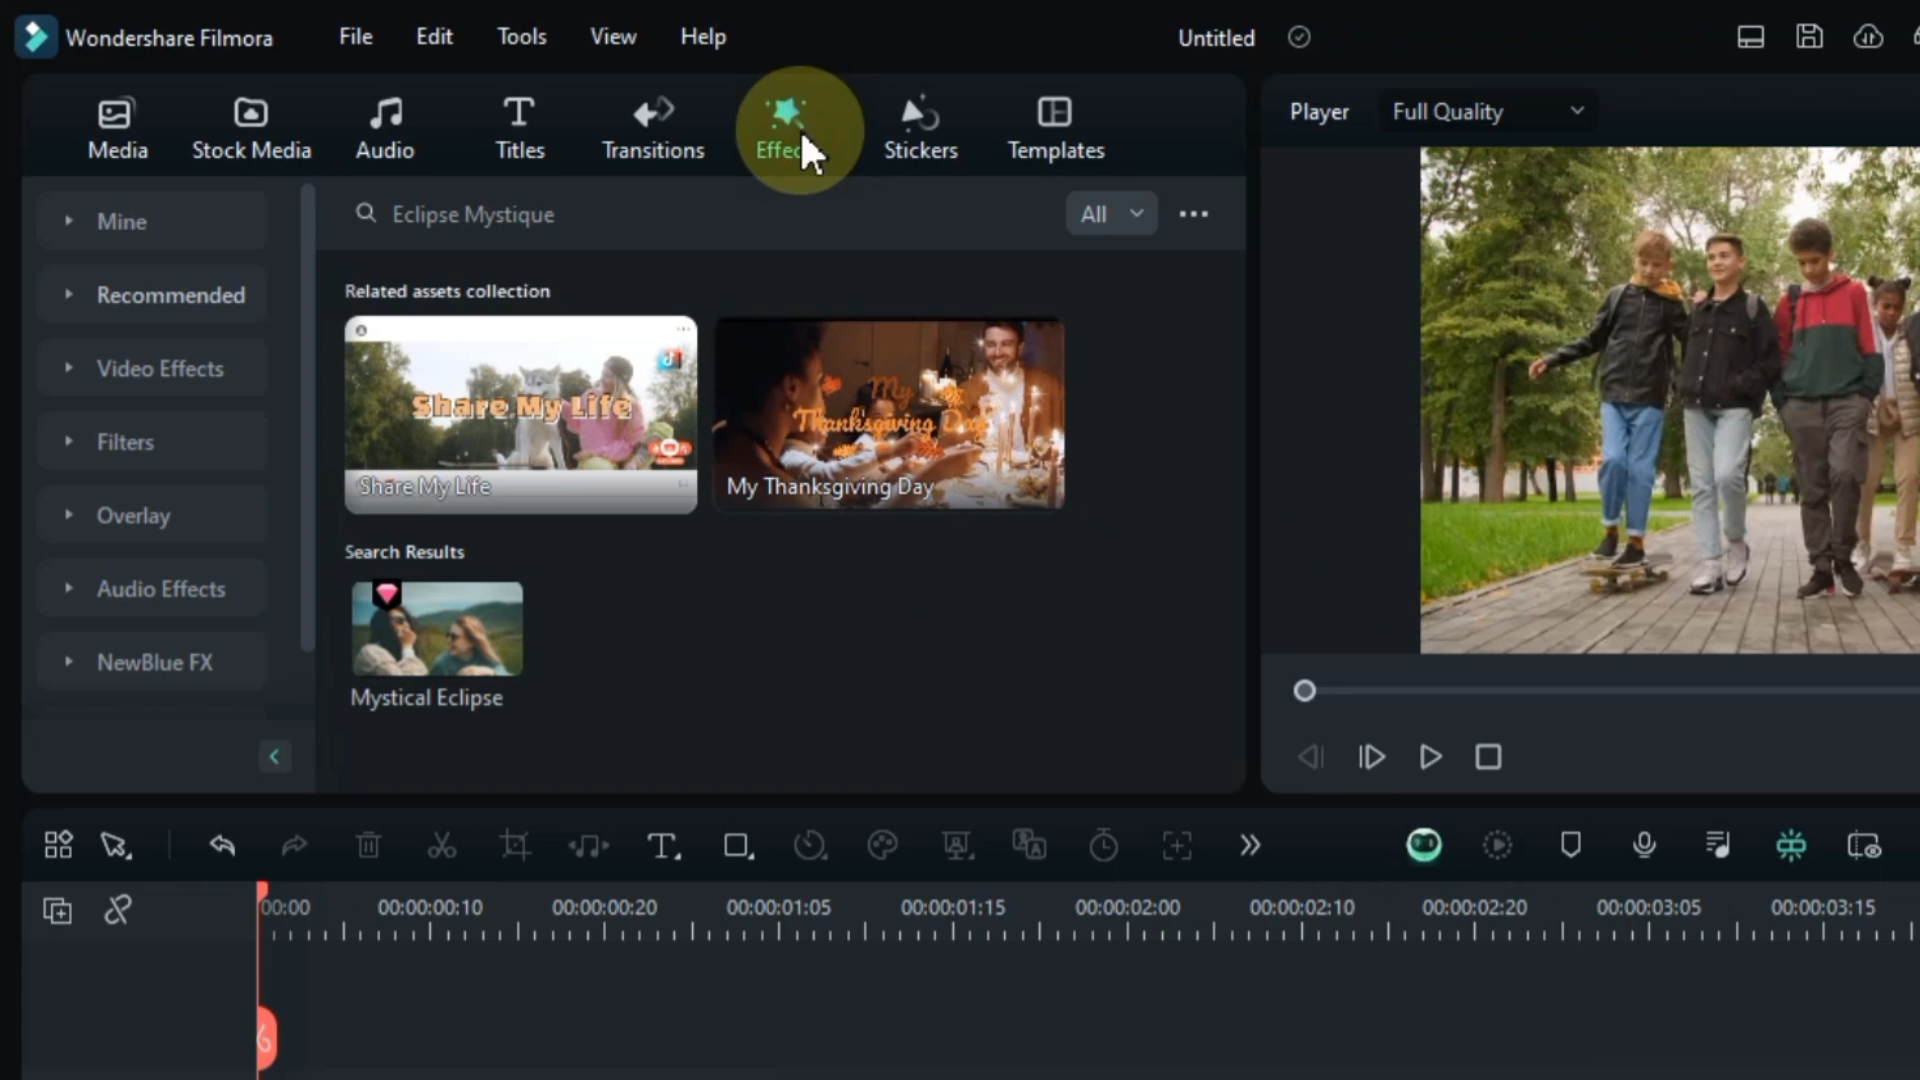 Wondershare Filmora
File Edit Tools View Help
Untitled
Media Stock Media Audio Titles Transitions Effec Stickers Templates
Player Full Quality
Mine
Recommended
Video Effects
Filters
Overlay
Audio Effects
NewBlue FX
Eclipse Mystique
All
Related assets collection
Share My Life
Share My Life
My
Thanksgiving Day
My Thanksgiving Day
Search Results
Mystical Eclipse
00:00 00:00:00:10 00:00:00:20 00:00:01:05 00:00:01:15 00:00:02:00 00:00:02:10 00:00:02:20 00:00:03:05 00:00:03:15